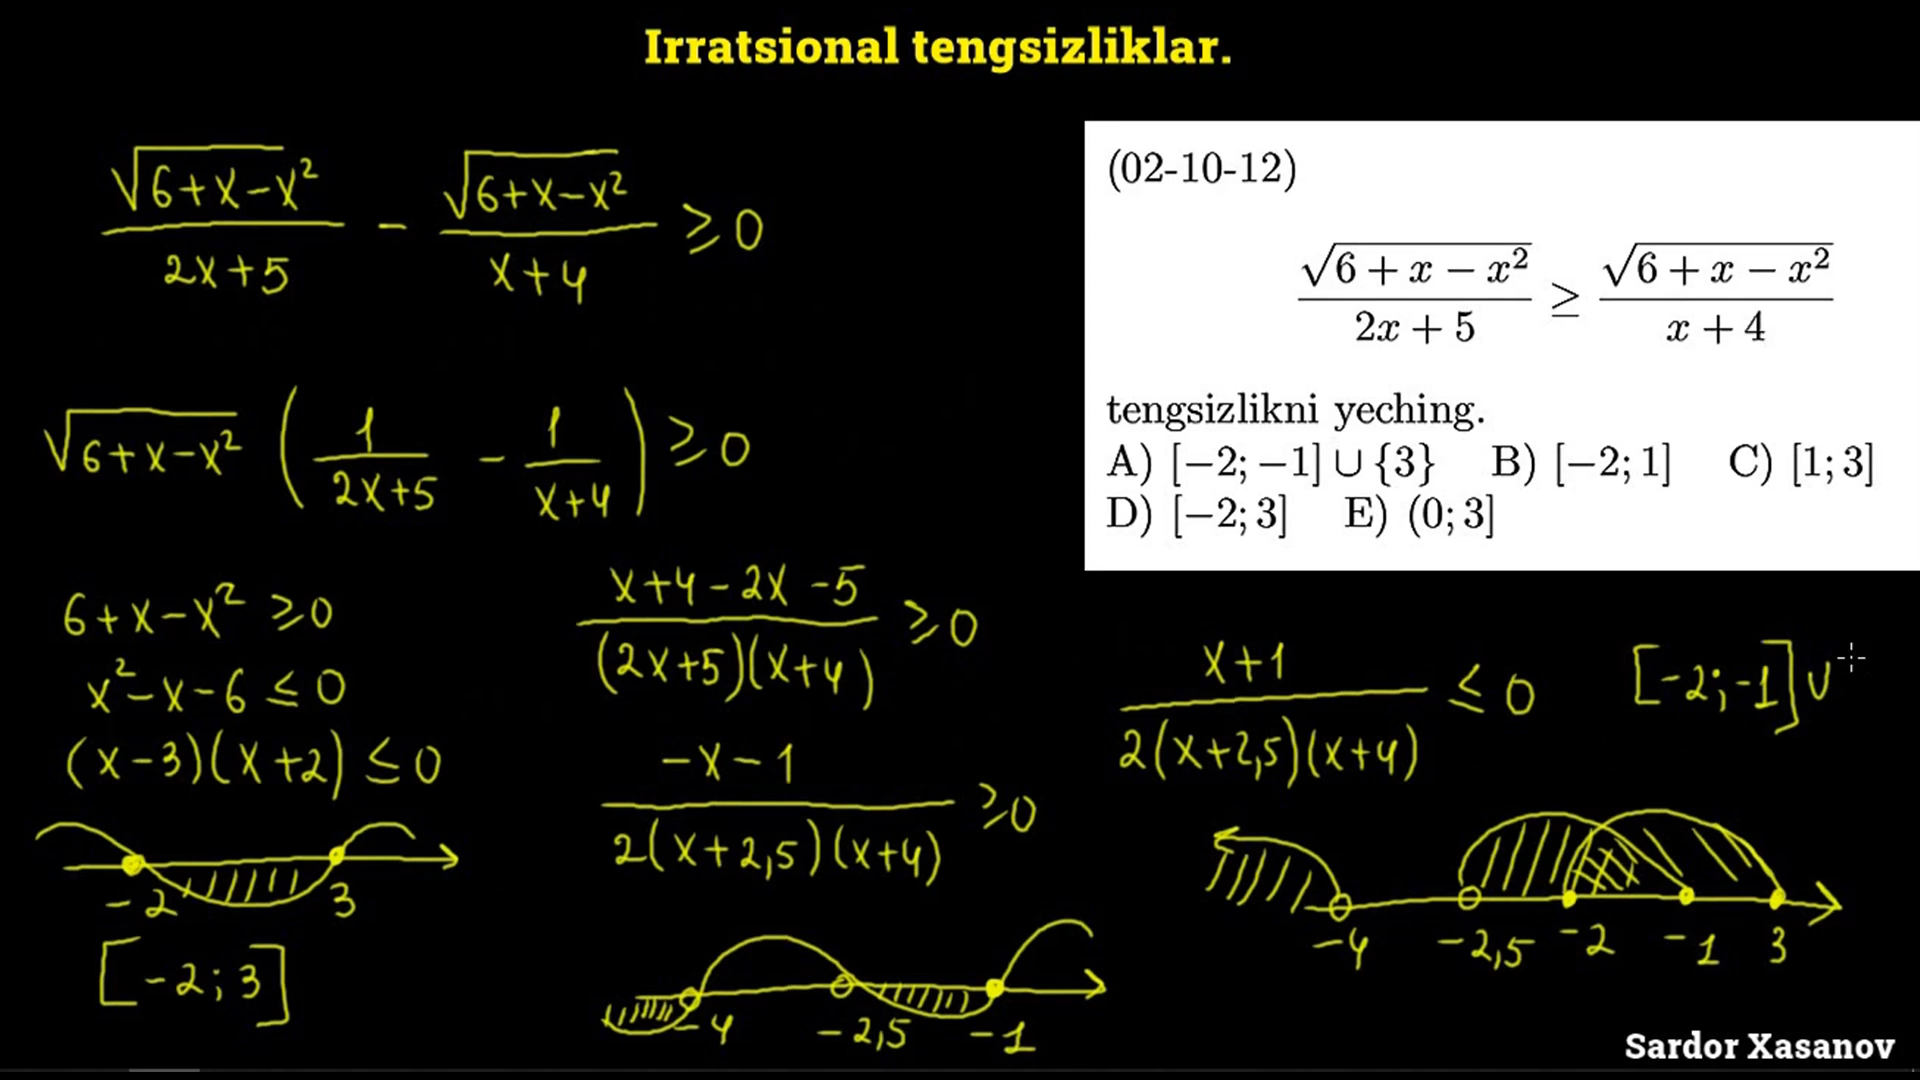 Irratsional tengsizliklar.
√(6+x−x²)/(2x+5) − √(6+x−x²)/(x+4) ≥ 0
√(6+x−x²) (1/(2x+5) − 1/(x+4)) ≥ 0
6+x−x² ≥ 0
x²−x−6 ≤ 0
(x−3)(x+2) ≤ 0
−2 3
[−2; 3]
(x+4−2x−5)/((2x+5)(x+4)) ≥ 0
(−x−1)/(2(x+2,5)(x+4)) ≥ 0
−4 −2,5 −1
(02-10-12)
√(6 + x − x²)/(2x + 5) ≥ √(6 + x − x²)/(x + 4)
tengsizlikni yeching.
A) [−2; −1] ∪ {3} B) [−2; 1] C) [1; 3]
D) [−2; 3] E) (0; 3]
(x+1)/(2(x+2,5)(x+4)) ≤ 0 [−2; −1] ∪
−4 −2,5 −2 −1 3
Sardor Xasanov